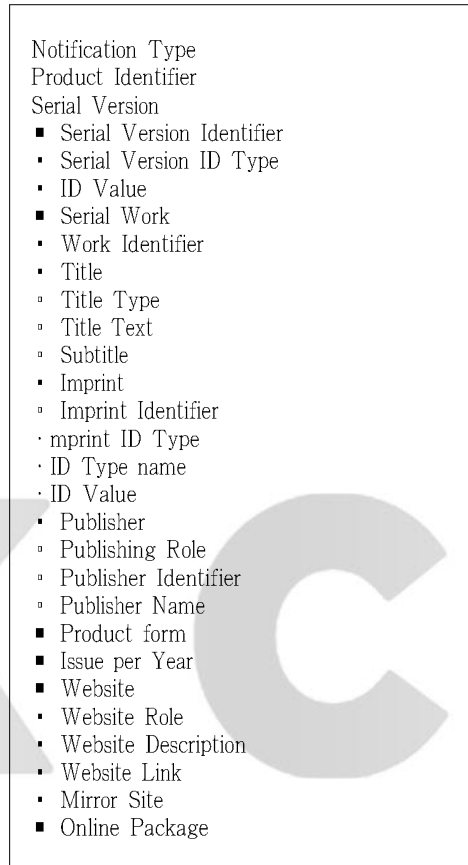 Notification Type
Product Identifier
Serial Version
▪ Serial Version Identifier
▪ Serial Version ID Type
▪ ID Value
▪ Serial Work
▪ Work Identifier
▪ Title
▫ Title Type
▫ Title Text
▫ Subtitle
▪ Imprint
▫ Imprint Identifier
· mprint ID Type
· ID Type name
· ID Value
▪ Publisher
▫ Publishing Role
▫ Publisher Identifier
▫ Publisher Name
▪ Product form
▪ Issue per Year
▪ Website
▪ Website Role
▪ Website Description
▪ Website Link
▪ Mirror Site
▪ Online Package